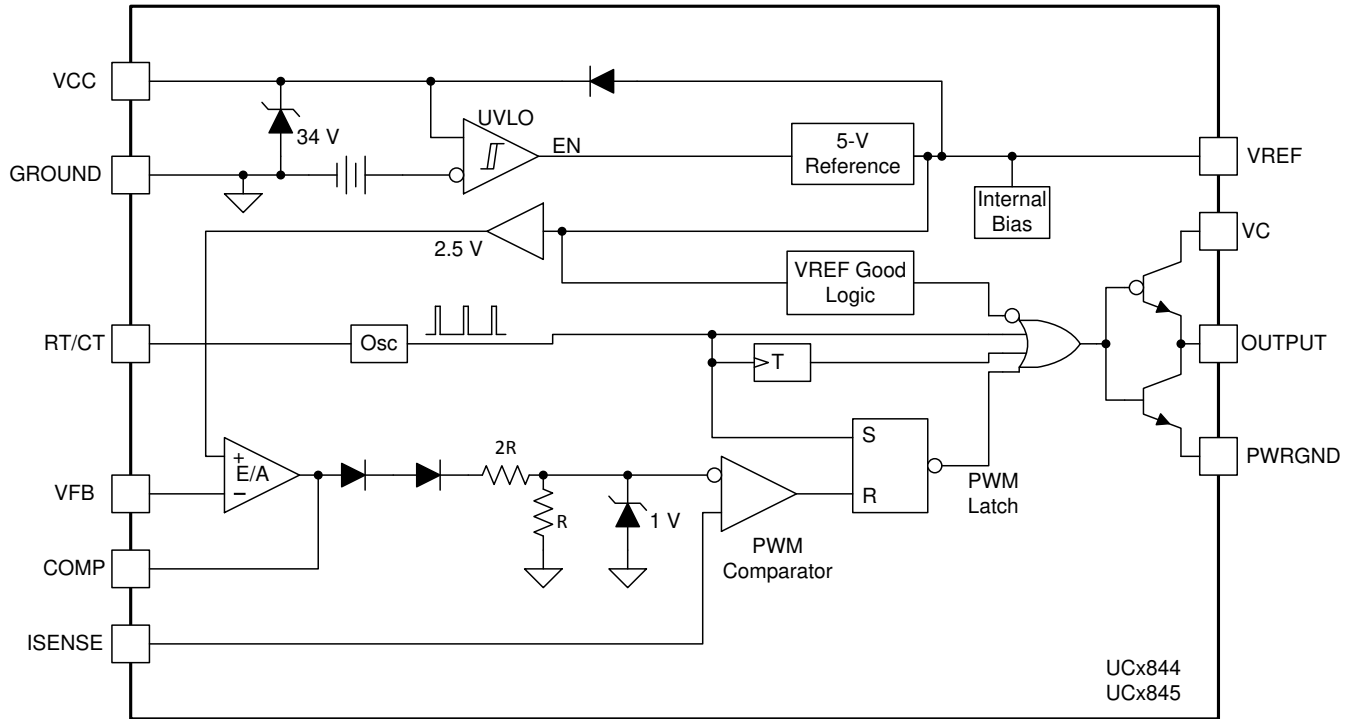 VCC
34 V
UVLO
EN
5-V
Reference
VREF
GROUND
Internal
Bias
2.5 V
VC
VREF Good
Logic
RT/CT
Osc
T
OUTPUT
+
E/A
−
2R
R
1 V
S
R
PWM
Latch
PWRGND
VFB
PWM
Comparator
COMP
ISENSE
UCx844
UCx845